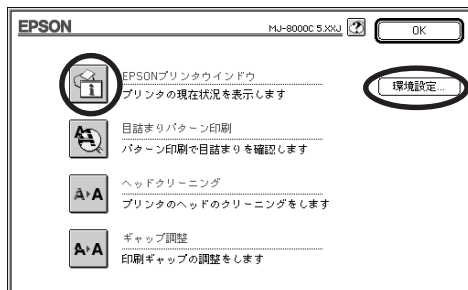 EPSON
MJ-8000C 5.XXJ
OK
EPSONプリンタウインドウ
プリンタの現在状況を表示します
環境設定...
目詰まりパターン印刷
パターン印刷で目詰まりを確認します
ヘッドクリーニング
プリンタのヘッドのクリーニングをします
ギャップ調整
印刷ギャップの調整をします